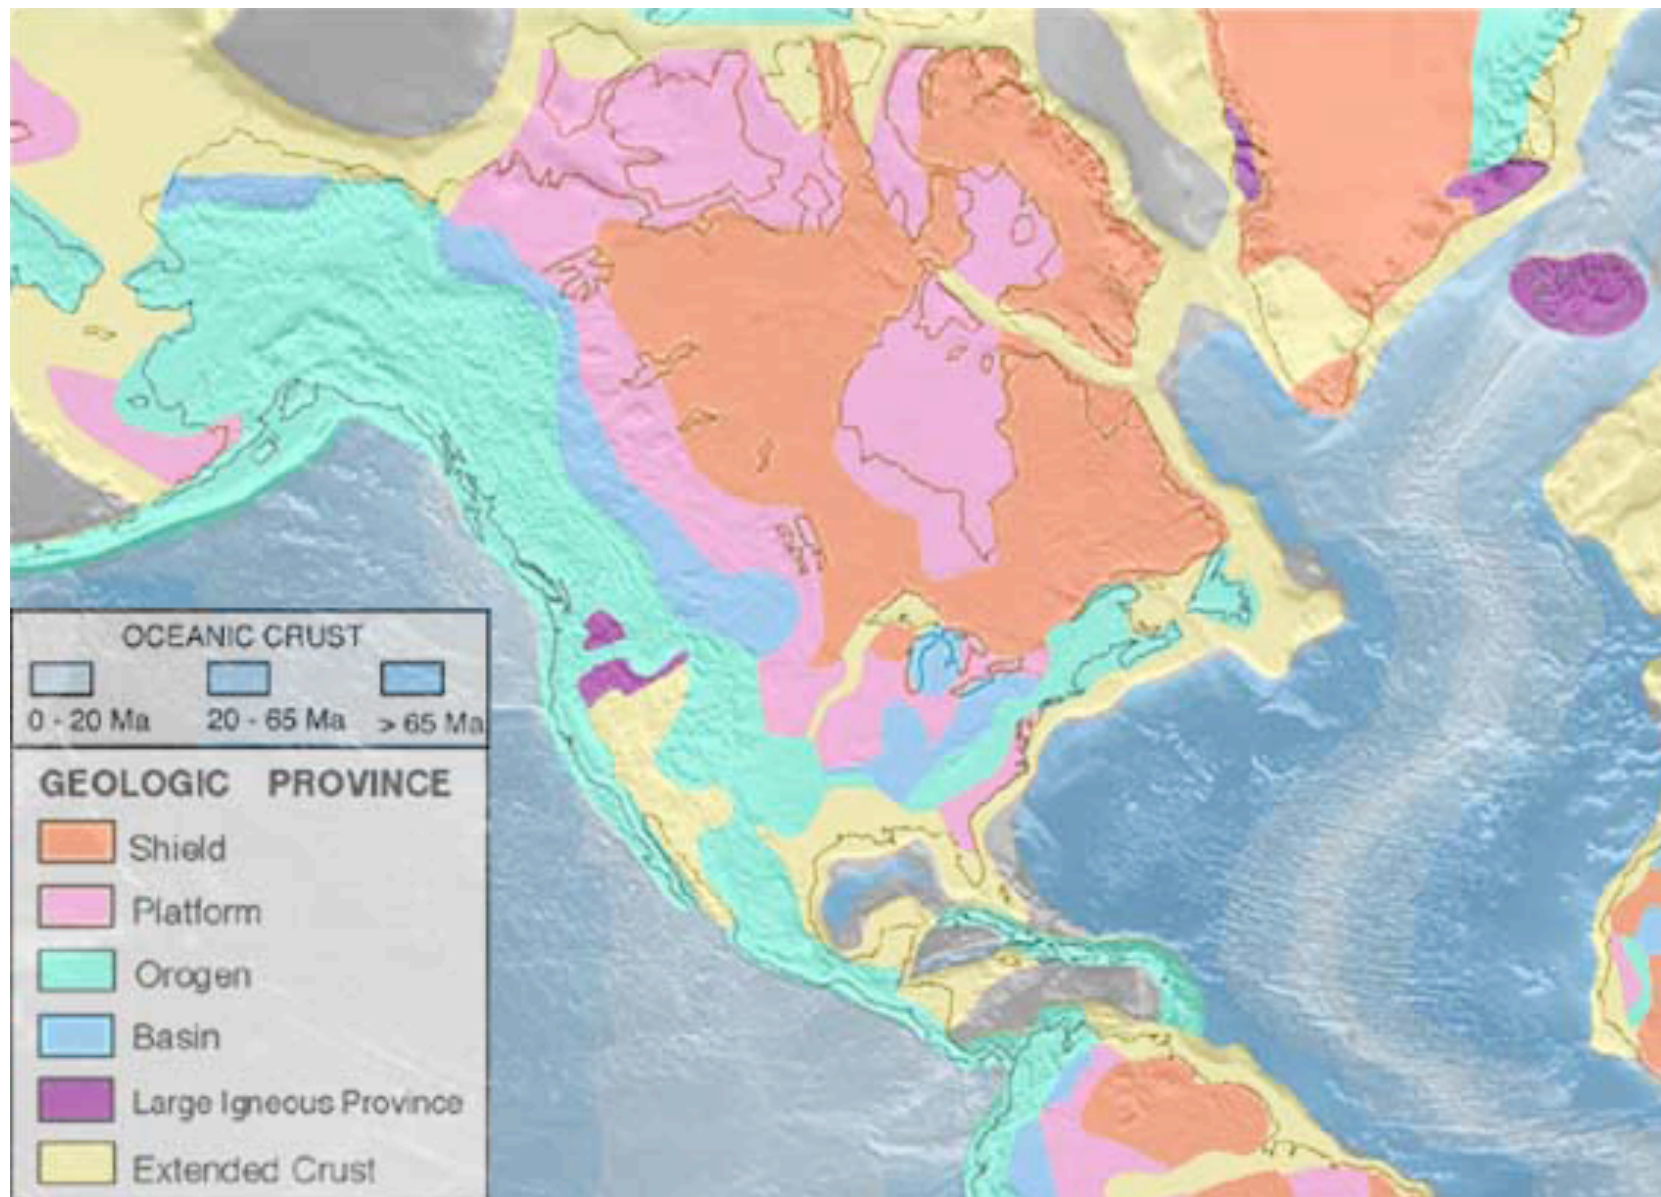 OCEANIC CRUST
0 - 20 Ma 20 - 65 Ma > 65 Ma
GEOLOGIC PROVINCE
Shield
Platform
Orogen
Basin
Large Igneous Province
Extended Crust